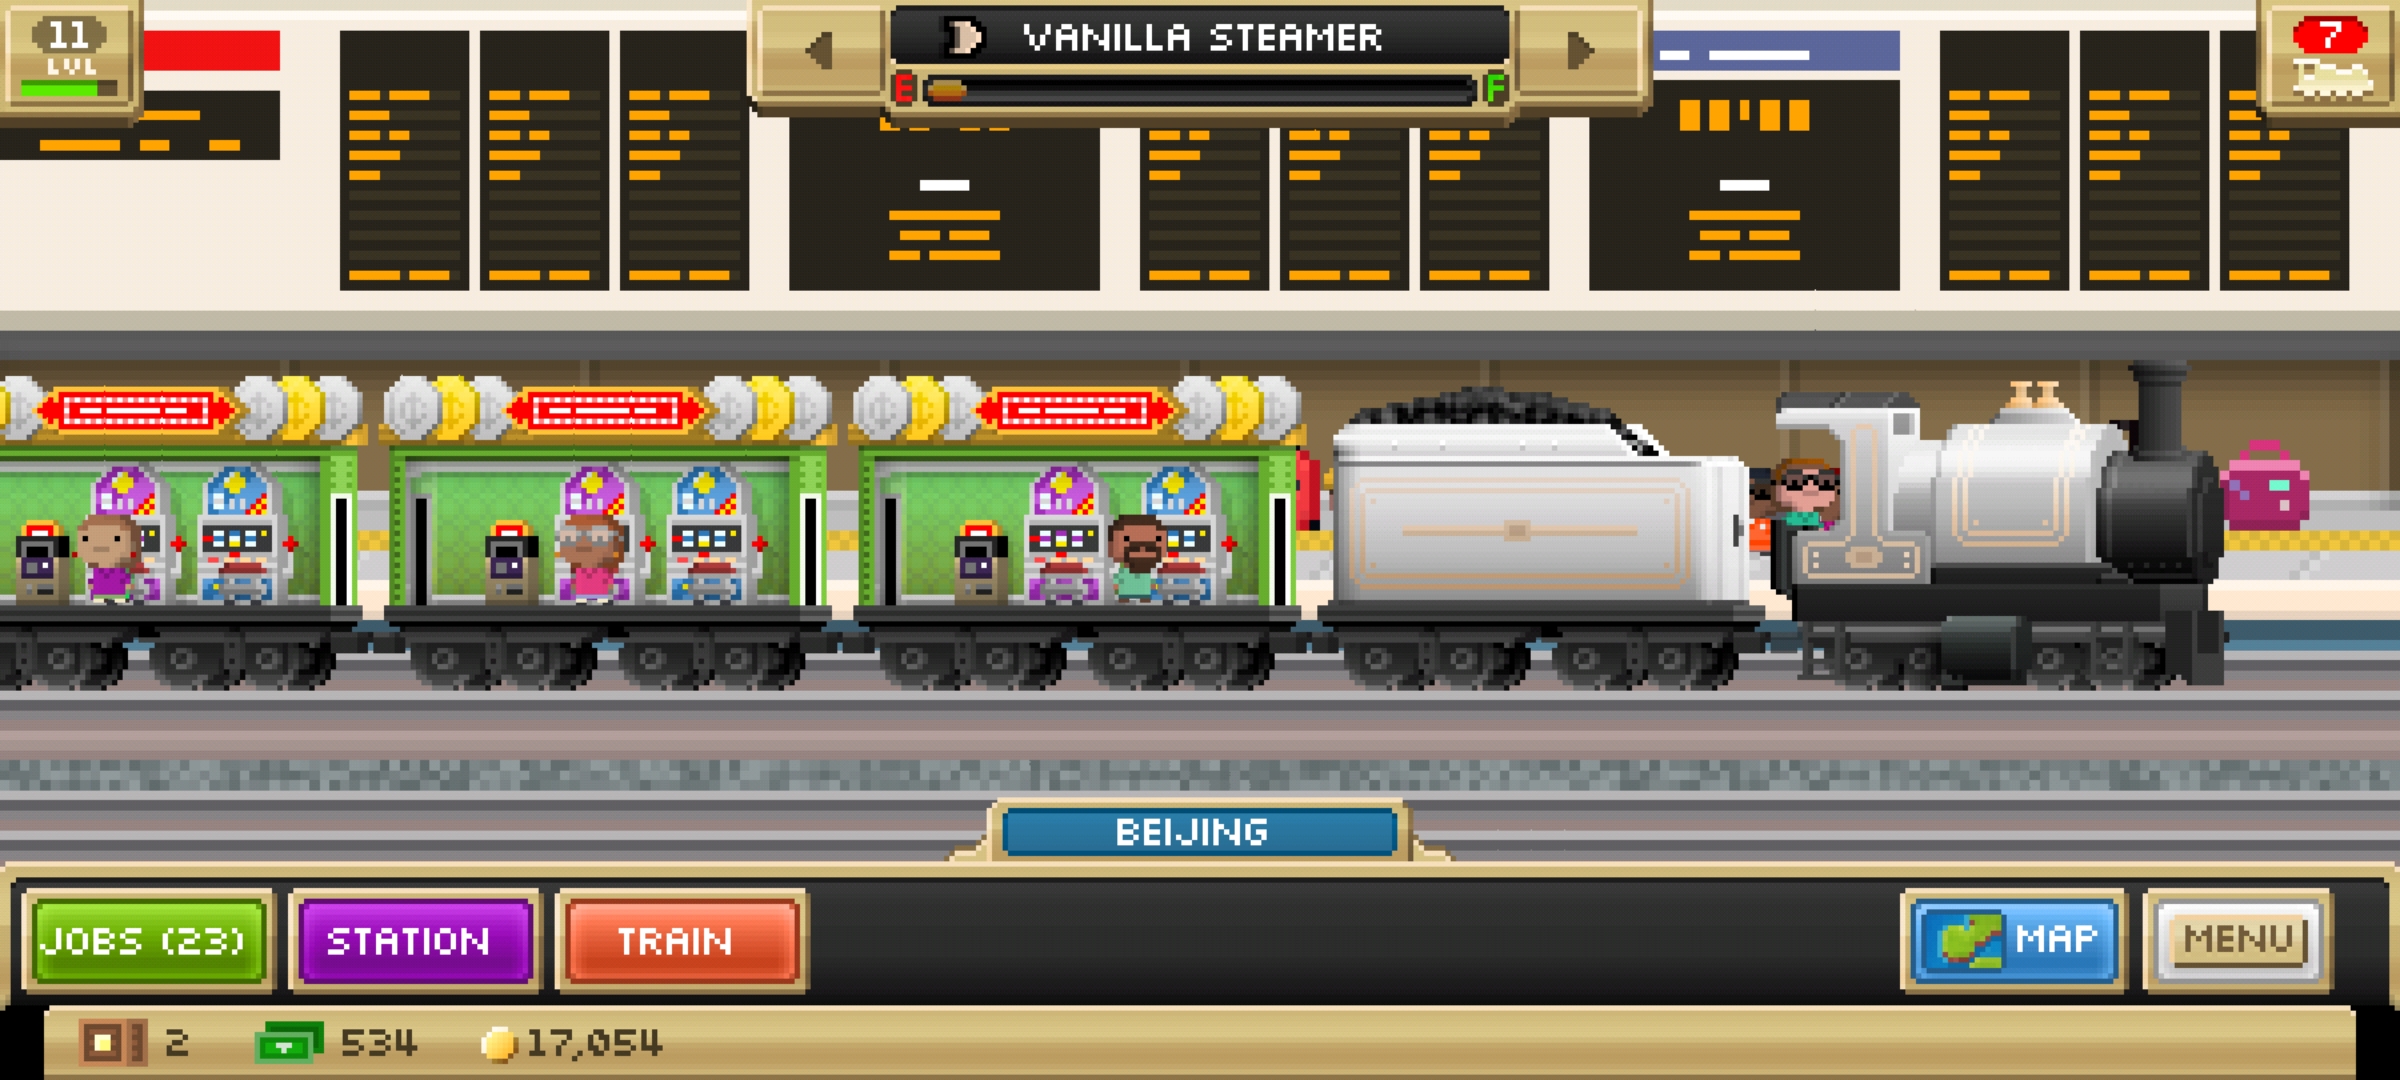 11
LVL
VANILLA STEAMER
E
F
7
BEIJING
JOBS (23)
STATION
TRAIN
MAP
MENU
2
534
17,054